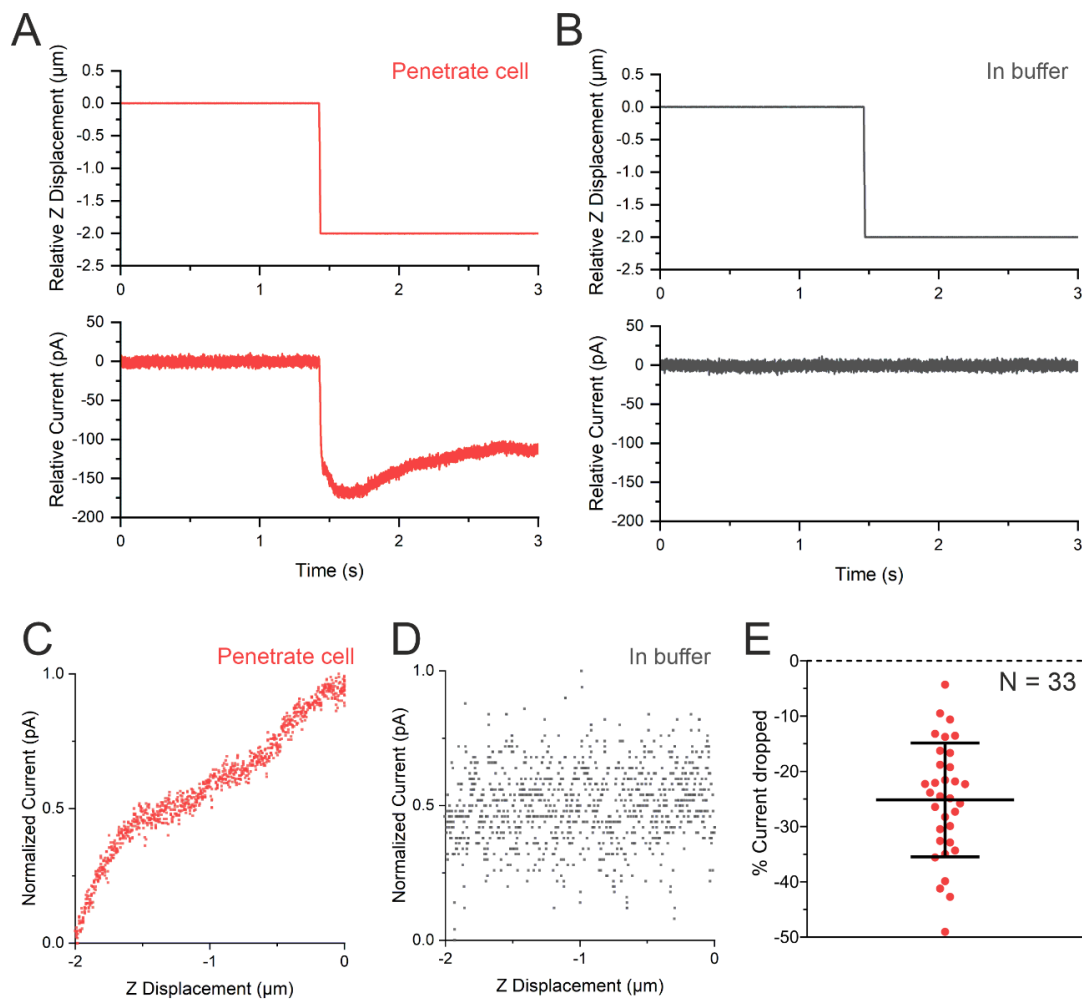 A
Penetrate cell
Relative Z Displacement (µm)
0.5
0.0
-0.5
-1.0
-1.5
-2.0
-2.5
0
1
2
3
Relative Current (pA)
50
0
-50
-100
-150
-200
0
1
2
3
Time (s)
B
In buffer
Relative Z Displacement (µm)
0.5
0.0
-0.5
-1.0
-1.5
-2.0
-2.5
0
1
2
3
Relative Current (pA)
50
0
-50
-100
-150
-200
0
1
2
3
Time (s)
C
Penetrate cell
Normalized Current (pA)
1.0
0.5
0.0
-2
-1
0
Z Displacement (µm)
D
In buffer
Normalized Current (pA)
1.0
0.5
0.0
-2
-1
0
Z Displacement (µm)
E
N = 33
% Current dropped
0
-10
-20
-30
-40
-50